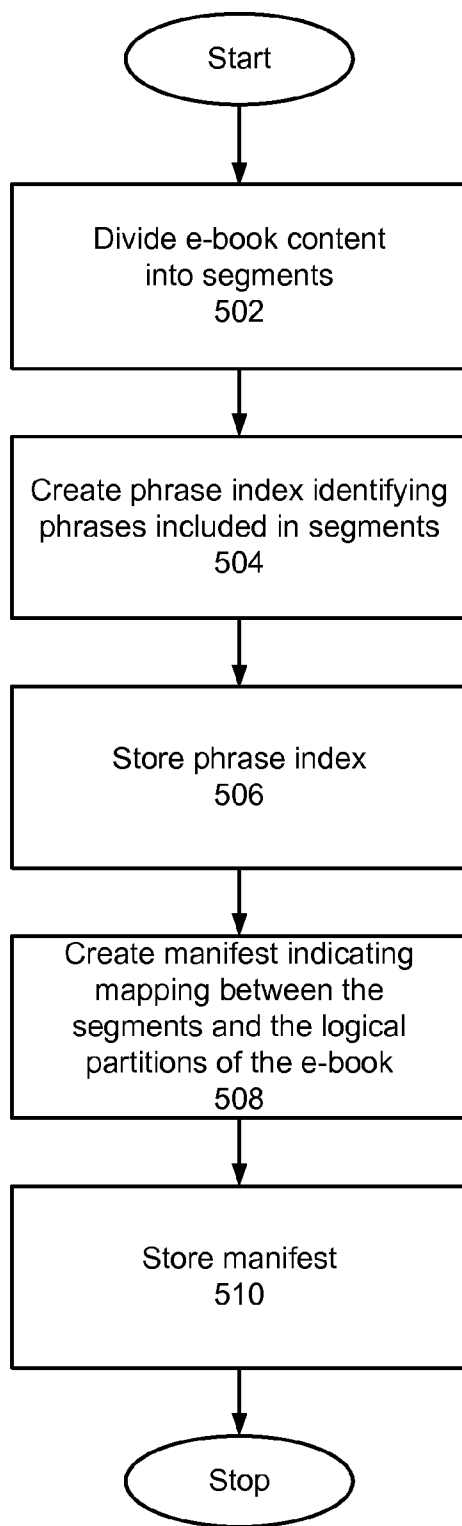 Start
Divide e-book content
into segments
502
Create phrase index identifying
phrases included in segments
504
Store phrase index
506
Create manifest indicating
mapping between the
segments and the logical
partitions of the e-book
508
Store manifest
510
Stop